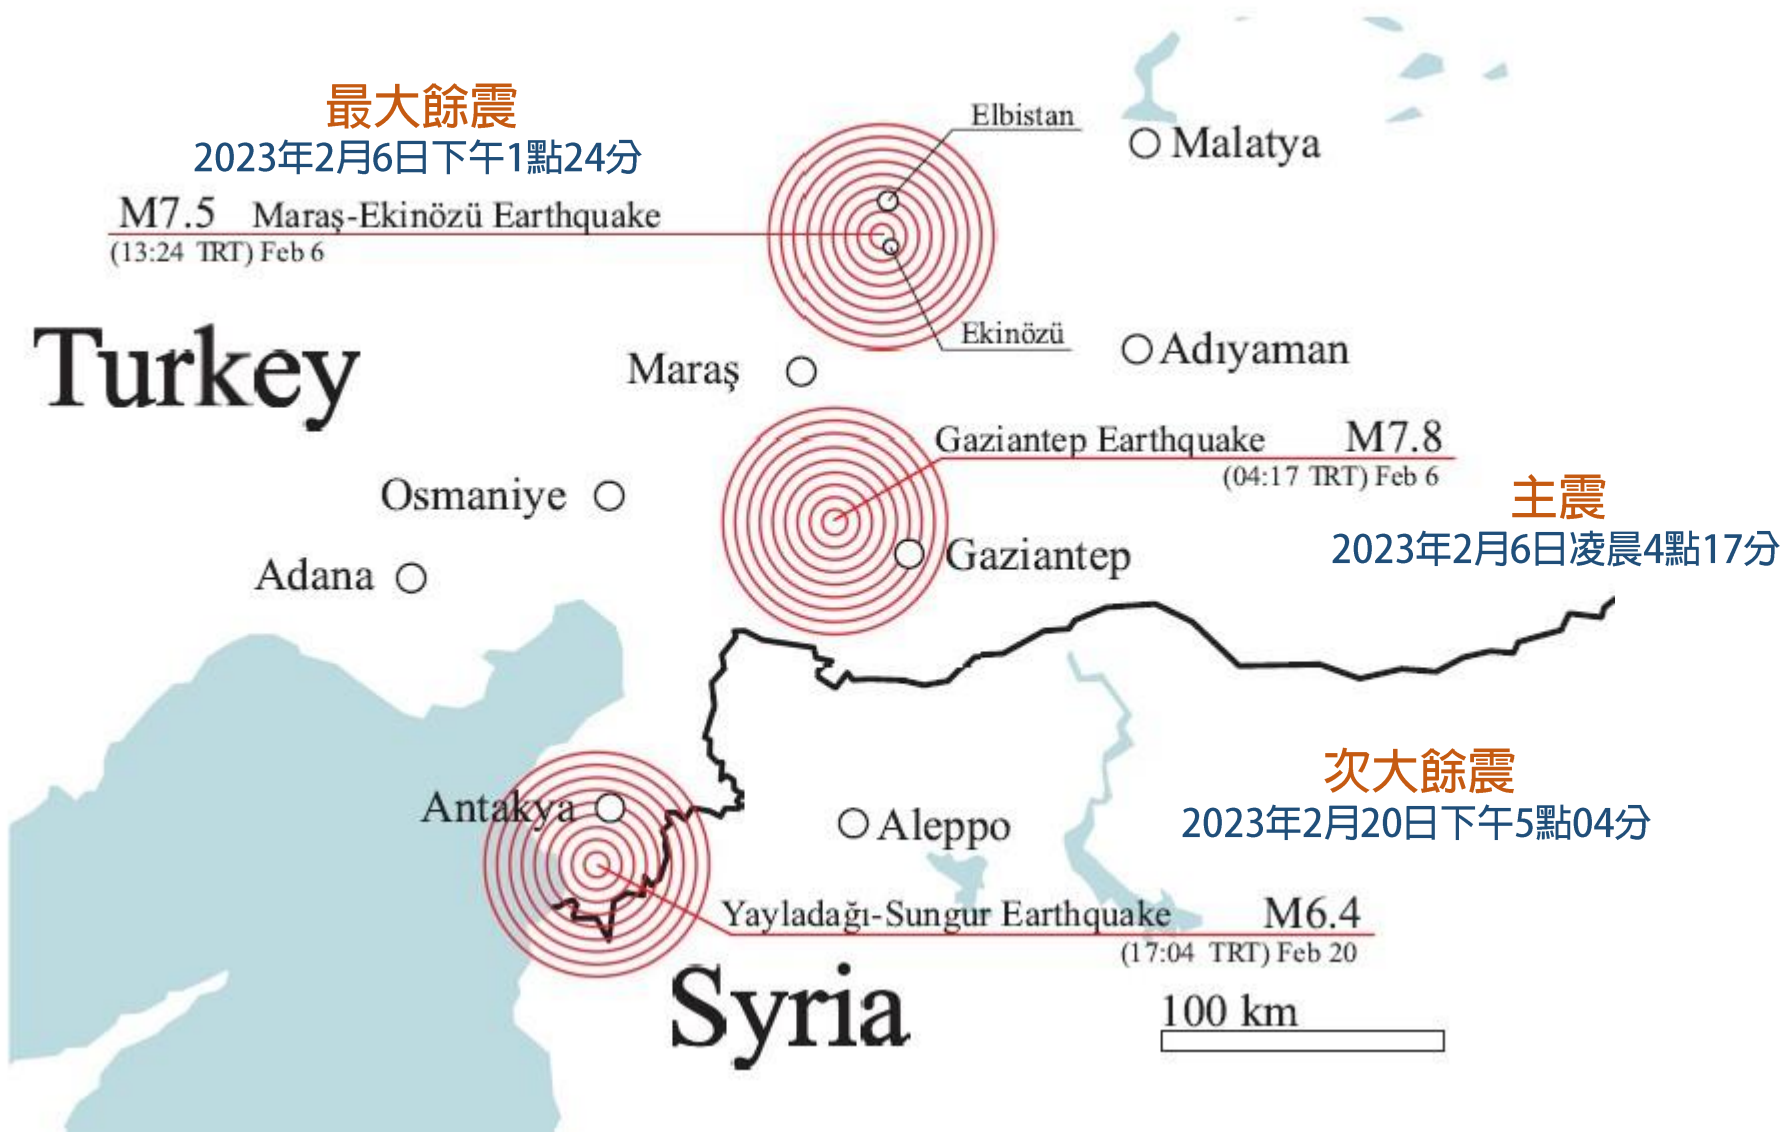 最大餘震
2023年2月6日下午1點24分
M7.5 Maraş-Ekinözü Earthquake
(13:24 TRT) Feb 6
Elbistan
Malatya
Ekinözü
Turkey
Maraş
Adıyaman
Gaziantep Earthquake M7.8
(04:17 TRT) Feb 6
主震
2023年2月6日凌晨4點17分
Osmaniye
Gaziantep
Adana
次大餘震
2023年2月20日下午5點04分
Antakya
Aleppo
Yayladağı-Sungur Earthquake M6.4
(17:04 TRT) Feb 20
Syria
100 km